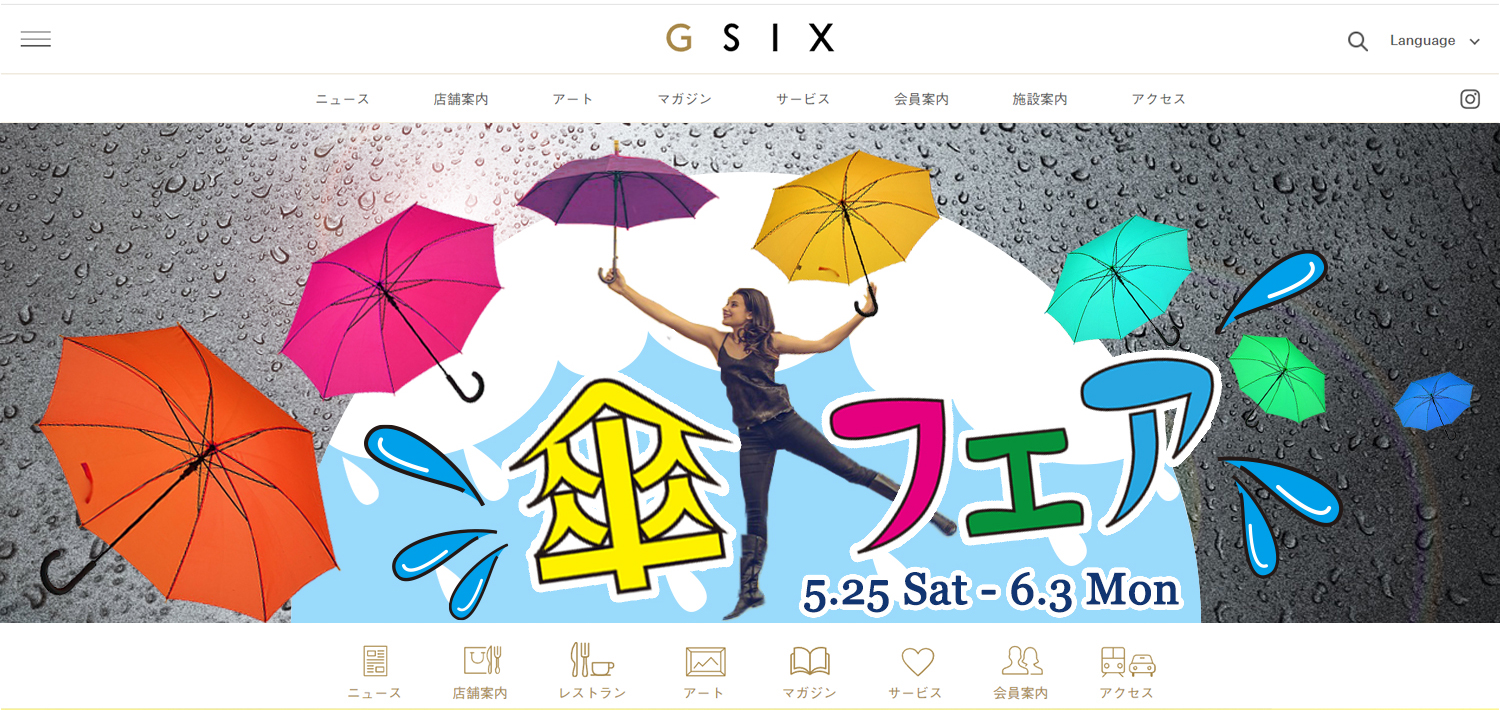 G SIX
Language
ニュース 店舗案内 アート マガジン サービス 会員案内 施設案内 アクセス
傘フェア
5.25 Sat - 6.3 Mon
ニュース 店舗案内 レストラン アート マガジン サービス 会員案内 アクセス